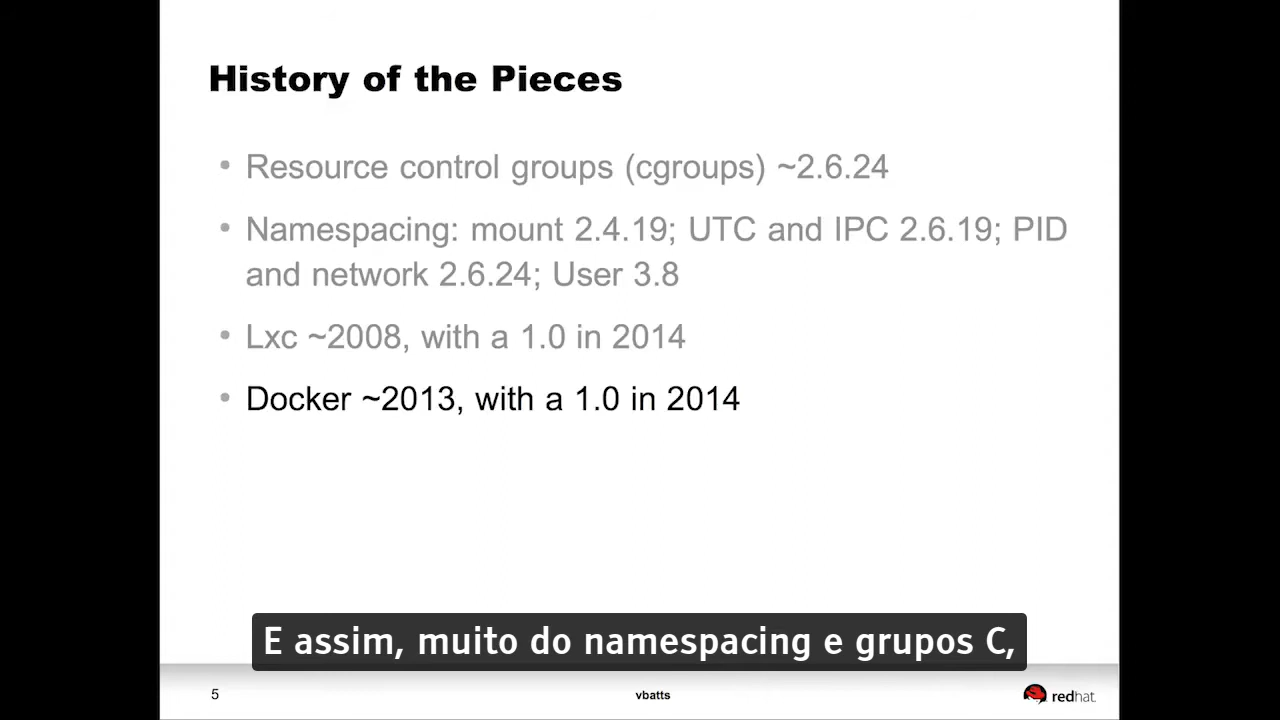 History of the Pieces
• Resource control groups (cgroups) ~2.6.24
• Namespacing: mount 2.4.19; UTC and IPC 2.6.19; PID
and network 2.6.24; User 3.8
• Lxc ~2008, with a 1.0 in 2014
• Docker ~2013, with a 1.0 in 2014
E assim, muito do namespacing e grupos C,
5
vbatts
redhat.